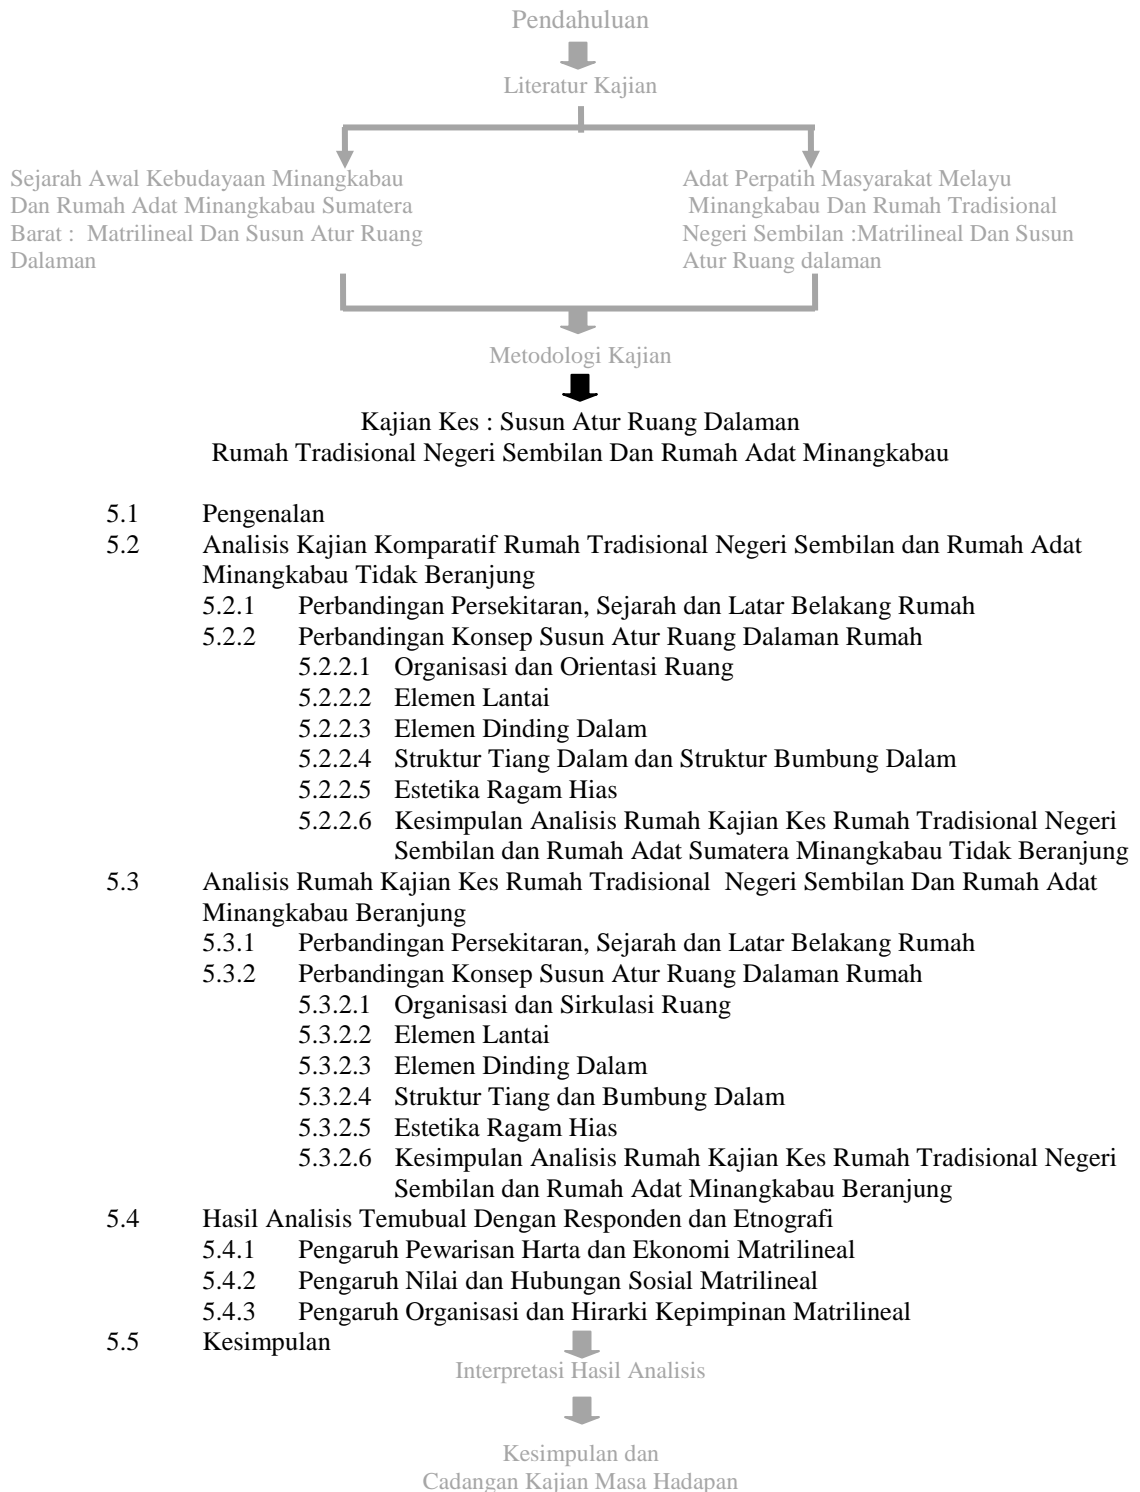 Pendahuluan
Literatur Kajian
Sejarah Awal Kebudayaan Minangkabau
Dan Rumah Adat Minangkabau Sumatera
Barat : Matrilineal Dan Susun Atur Ruang
Dalaman
Adat Perpatih Masyarakat Melayu
Minangkabau Dan Rumah Tradisional
Negeri Sembilan :Matrilineal Dan Susun
Atur Ruang dalaman
Metodologi Kajian
Kajian Kes : Susun Atur Ruang Dalaman
Rumah Tradisional Negeri Sembilan Dan Rumah Adat Minangkabau
5.1 Pengenalan
5.2 Analisis Kajian Komparatif Rumah Tradisional Negeri Sembilan dan Rumah Adat
Minangkabau Tidak Beranjung
5.2.1 Perbandingan Persekitaran, Sejarah dan Latar Belakang Rumah
5.2.2 Perbandingan Konsep Susun Atur Ruang Dalaman Rumah
5.2.2.1 Organisasi dan Orientasi Ruang
5.2.2.2 Elemen Lantai
5.2.2.3 Elemen Dinding Dalam
5.2.2.4 Struktur Tiang Dalam dan Struktur Bumbung Dalam
5.2.2.5 Estetika Ragam Hias
5.2.2.6 Kesimpulan Analisis Rumah Kajian Kes Rumah Tradisional Negeri
Sembilan dan Rumah Adat Sumatera Minangkabau Tidak Beranjung
5.3 Analisis Rumah Kajian Kes Rumah Tradisional Negeri Sembilan Dan Rumah Adat
Minangkabau Beranjung
5.3.1 Perbandingan Persekitaran, Sejarah dan Latar Belakang Rumah
5.3.2 Perbandingan Konsep Susun Atur Ruang Dalaman Rumah
5.3.2.1 Organisasi dan Sirkulasi Ruang
5.3.2.2 Elemen Lantai
5.3.2.3 Elemen Dinding Dalam
5.3.2.4 Struktur Tiang dan Bumbung Dalam
5.3.2.5 Estetika Ragam Hias
5.3.2.6 Kesimpulan Analisis Rumah Kajian Kes Rumah Tradisional Negeri
Sembilan dan Rumah Adat Minangkabau Beranjung
5.4 Hasil Analisis Temubual Dengan Responden dan Etnografi
5.4.1 Pengaruh Pewarisan Harta dan Ekonomi Matrilineal
5.4.2 Pengaruh Nilai dan Hubungan Sosial Matrilineal
5.4.3 Pengaruh Organisasi dan Hirarki Kepimpinan Matrilineal
5.5 Kesimpulan
Interpretasi Hasil Analisis
Kesimpulan dan
Cadangan Kajian Masa Hadapan